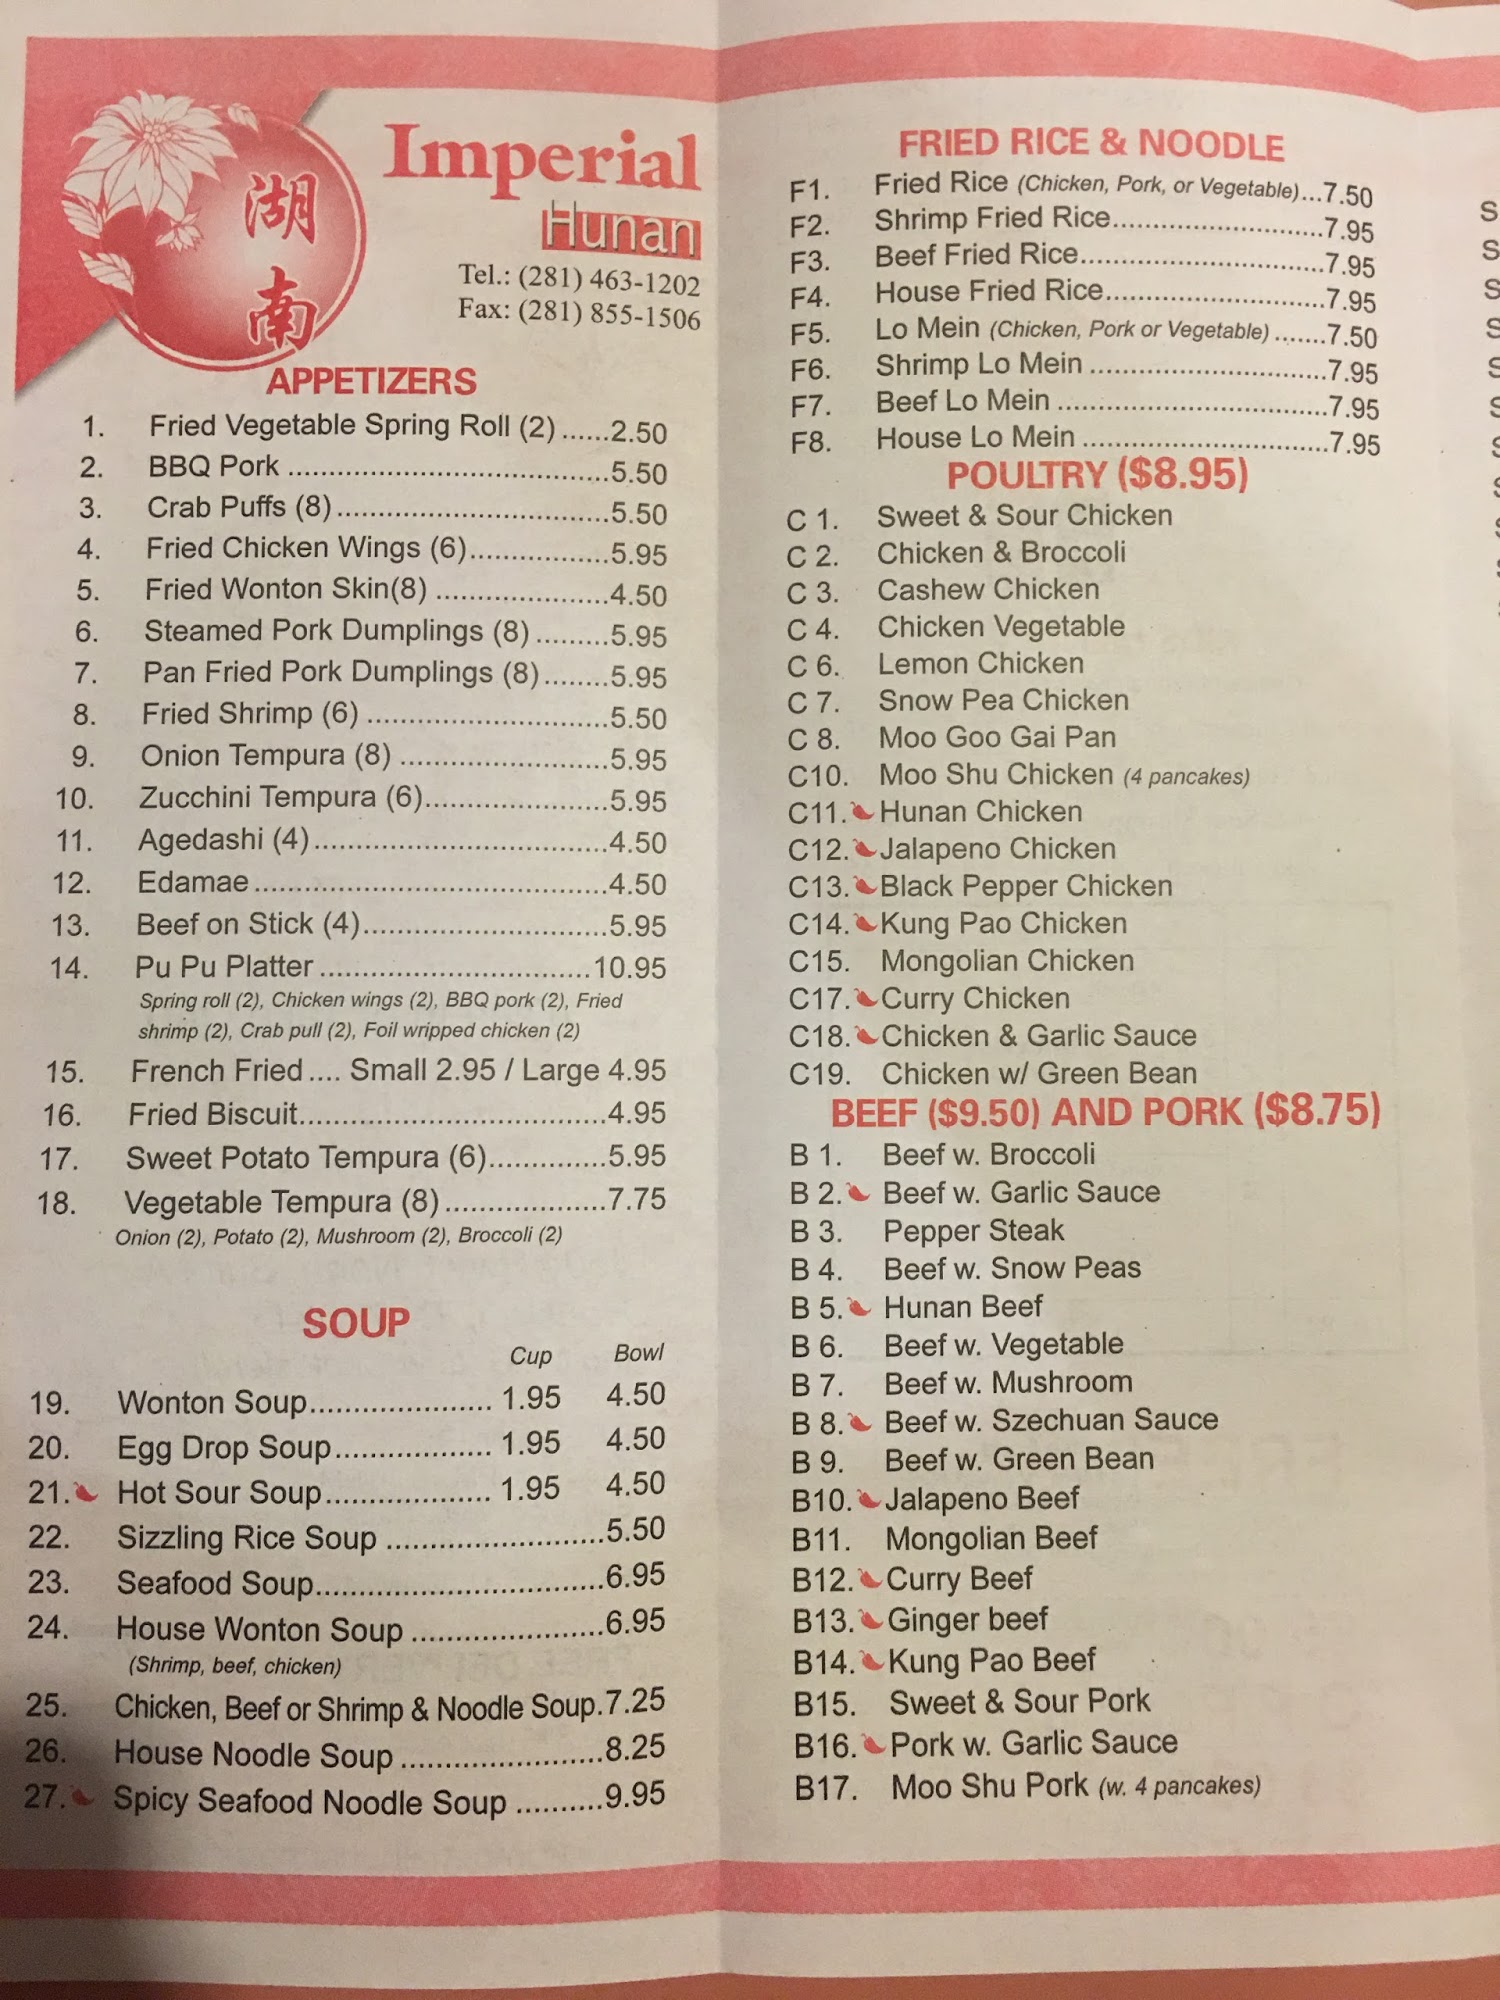 湖南
Imperial
Hunan
Tel.: (281) 463-1202
Fax: (281) 855-1506
APPETIZERS
1. Fried Vegetable Spring Roll (2) ......2.50
2. BBQ Pork ......5.50
3. Crab Puffs (8) ......5.50
4. Fried Chicken Wings (6) ......5.95
5. Fried Wonton Skin(8) ......4.50
6. Steamed Pork Dumplings (8) ......5.95
7. Pan Fried Pork Dumplings (8) ......5.95
8. Fried Shrimp (6) ......5.50
9. Onion Tempura (8) ......5.95
10. Zucchini Tempura (6) ......5.95
11. Agedashi (4) ......4.50
12. Edamae ......4.50
13. Beef on Stick (4) ......5.95
14. Pu Pu Platter ......10.95
Spring roll (2), Chicken wings (2), BBQ pork (2), Fried
shrimp (2), Crab pull (2), Foil wripped chicken (2)
15. French Fried .... Small 2.95 / Large 4.95
16. Fried Biscuit ......4.95
17. Sweet Potato Tempura (6) ......5.95
18. Vegetable Tempura (8) ......7.75
Onion (2), Potato (2), Mushroom (2), Broccoli (2)
SOUP
Cup Bowl
19. Wonton Soup ...... 1.95 4.50
20. Egg Drop Soup ...... 1.95 4.50
21. Hot Sour Soup ...... 1.95 4.50
22. Sizzling Rice Soup ......5.50
23. Seafood Soup ......6.95
24. House Wonton Soup ......6.95
(Shrimp, beef, chicken)
25. Chicken, Beef or Shrimp & Noodle Soup.7.25
26. House Noodle Soup ......8.25
27. Spicy Seafood Noodle Soup ......9.95
FRIED RICE & NOODLE
F1. Fried Rice (Chicken, Pork, or Vegetable)...7.50
F2. Shrimp Fried Rice ......7.95
F3. Beef Fried Rice ......7.95
F4. House Fried Rice ......7.95
F5. Lo Mein (Chicken, Pork or Vegetable) ......7.50
F6. Shrimp Lo Mein ......7.95
F7. Beef Lo Mein ......7.95
F8. House Lo Mein ......7.95
POULTRY ($8.95)
C 1. Sweet & Sour Chicken
C 2. Chicken & Broccoli
C 3. Cashew Chicken
C 4. Chicken Vegetable
C 6. Lemon Chicken
C 7. Snow Pea Chicken
C 8. Moo Goo Gai Pan
C10. Moo Shu Chicken (4 pancakes)
C11. Hunan Chicken
C12. Jalapeno Chicken
C13. Black Pepper Chicken
C14. Kung Pao Chicken
C15. Mongolian Chicken
C17. Curry Chicken
C18. Chicken & Garlic Sauce
C19. Chicken w/ Green Bean
BEEF ($9.50) AND PORK ($8.75)
B 1. Beef w. Broccoli
B 2. Beef w. Garlic Sauce
B 3. Pepper Steak
B 4. Beef w. Snow Peas
B 5. Hunan Beef
B 6. Beef w. Vegetable
B 7. Beef w. Mushroom
B 8. Beef w. Szechuan Sauce
B 9. Beef w. Green Bean
B10. Jalapeno Beef
B11. Mongolian Beef
B12. Curry Beef
B13. Ginger beef
B14. Kung Pao Beef
B15. Sweet & Sour Pork
B16. Pork w. Garlic Sauce
B17. Moo Shu Pork (w. 4 pancakes)